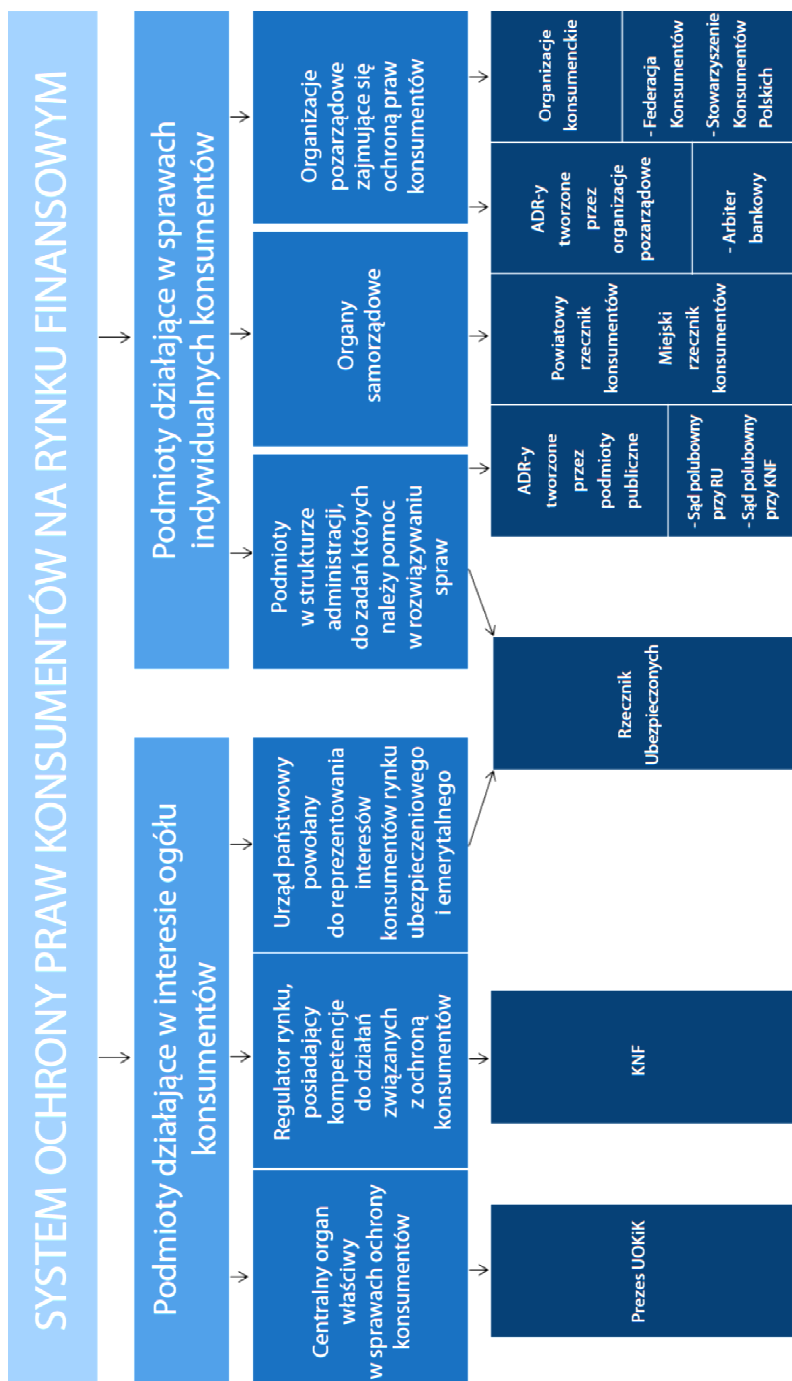 SYSTEM OCHRONY PRAW KONSUMENTÓW NA RYNKU FINANSOWYM
Podmioty działające w interesie ogółu
konsumentów
Podmioty działające w sprawach
indywidualnych konsumentów
Centralny organ
właściwy
w sprawach ochrony
konsumentów
Regulator rynku,
posiadający
kompetencje
do działań
związanych
z ochroną
konsumentów
Urząd państwowy
powołany
do reprezentowania
interesów
konsumentów rynku
ubezpieczeniowego
i emerytalnego
Podmioty
w strukturze
administracji,
do zadań których
należy pomoc
w rozwiązywaniu
spraw
Organy
samorządowe
Organizacje
pozarządowe
zajmujące się
ochroną praw
konsumentów
Prezes UOKiK
KNF
Rzecznik
Ubezpieczonych
ADR-y
tworzone
przez
podmioty
publiczne
- Sąd polubowny
przy RU
- Sąd polubowny
przy KNF
Powiatowy
rzecznik
konsumentów
Miejski
rzecznik
konsumentów
ADR-y
tworzone
przez
organizacje
pozarządowe
- Arbiter
bankowy
Organizacje
konsumenckie
- Federacja
Konsumentów
- Stowarzyszenie
Konsumentów
Polskich